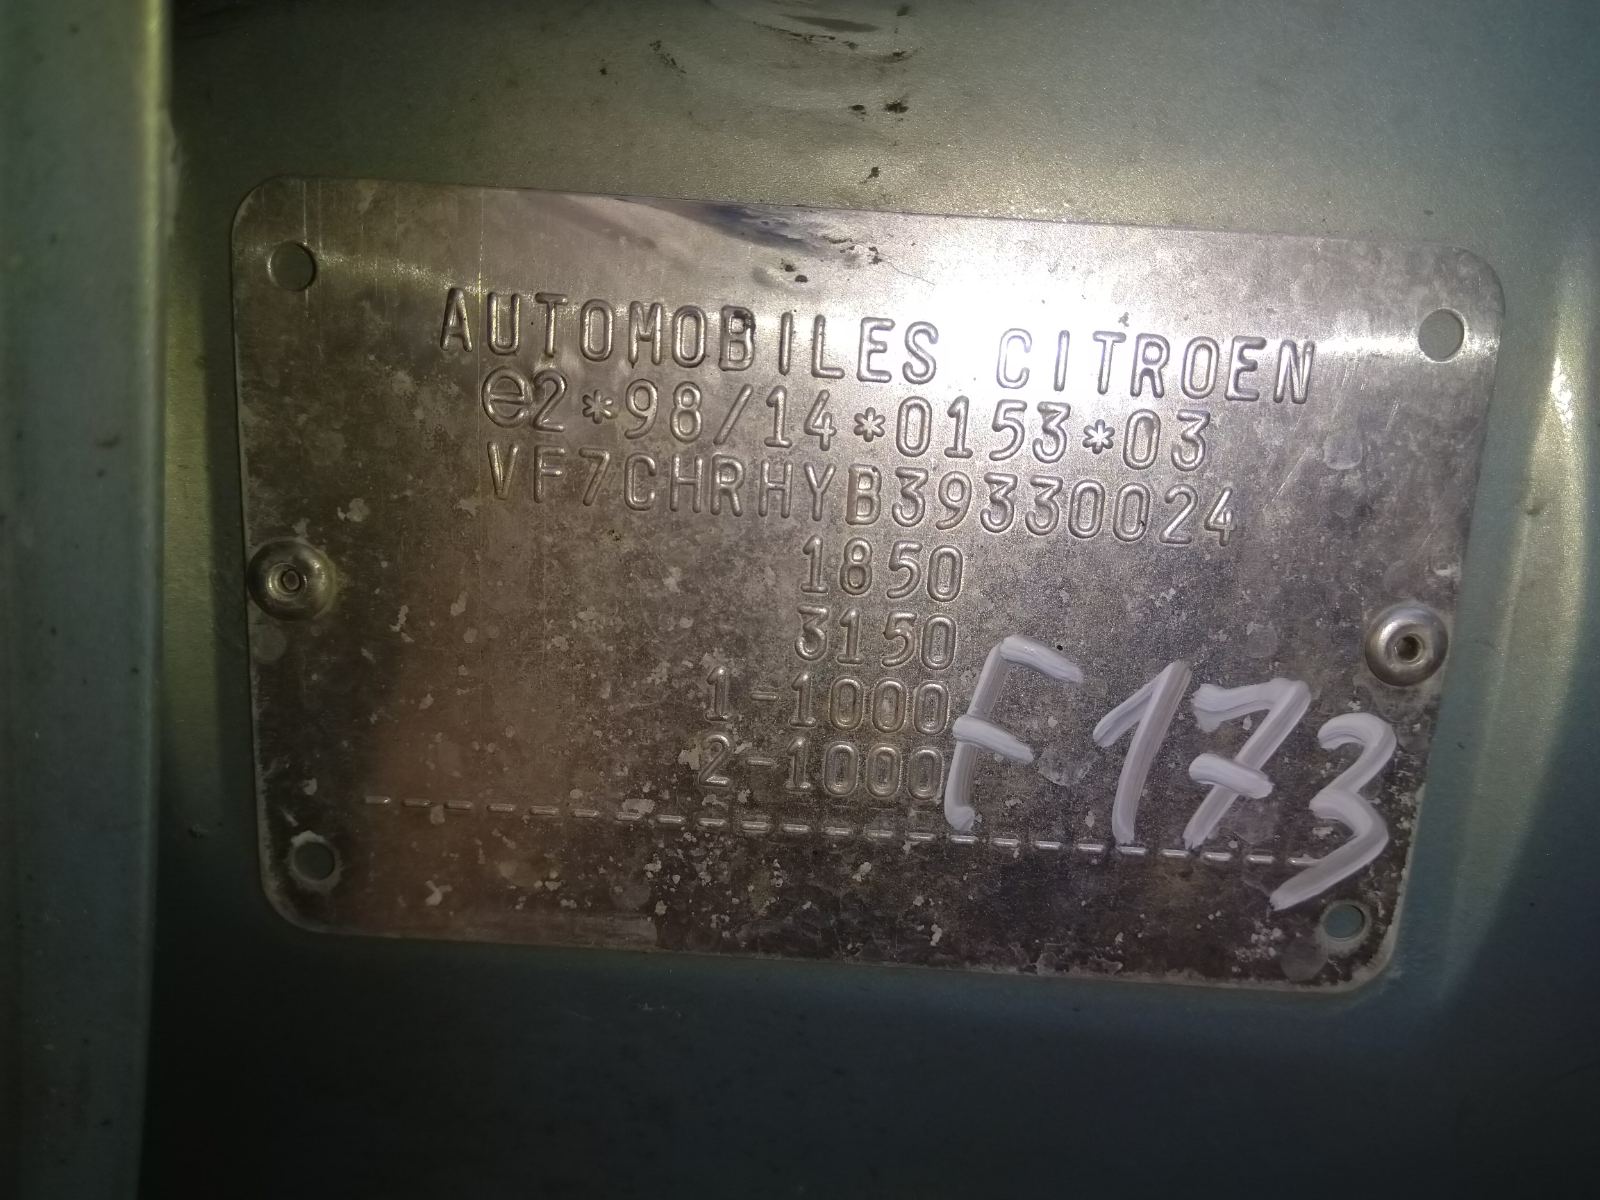 AUTOMOBILES CITROEN
e2*98/14*0153*03
VF7CHRHYB39330024
1850
3150
1-1000
2-1000
F173